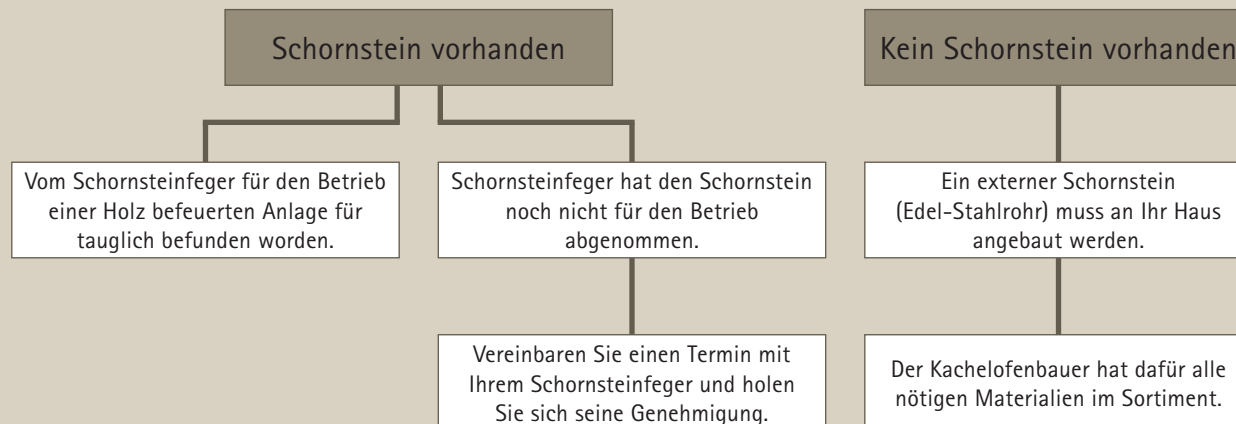 Schornstein vorhanden
Kein Schornstein vorhanden
Vom Schornsteinfeger für den Betrieb
einer Holz befeuerten Anlage für
tauglich befunden worden.
Schornsteinfeger hat den Schornstein
noch nicht für den Betrieb
abgenommen.
Ein externer Schornstein
(Edel-Stahlrohr) muss an Ihr Haus
angebaut werden.
Vereinbaren Sie einen Termin mit
Ihrem Schornsteinfeger und holen
Sie sich seine Genehmigung.
Der Kachelofenbauer hat dafür alle
nötigen Materialien im Sortiment.